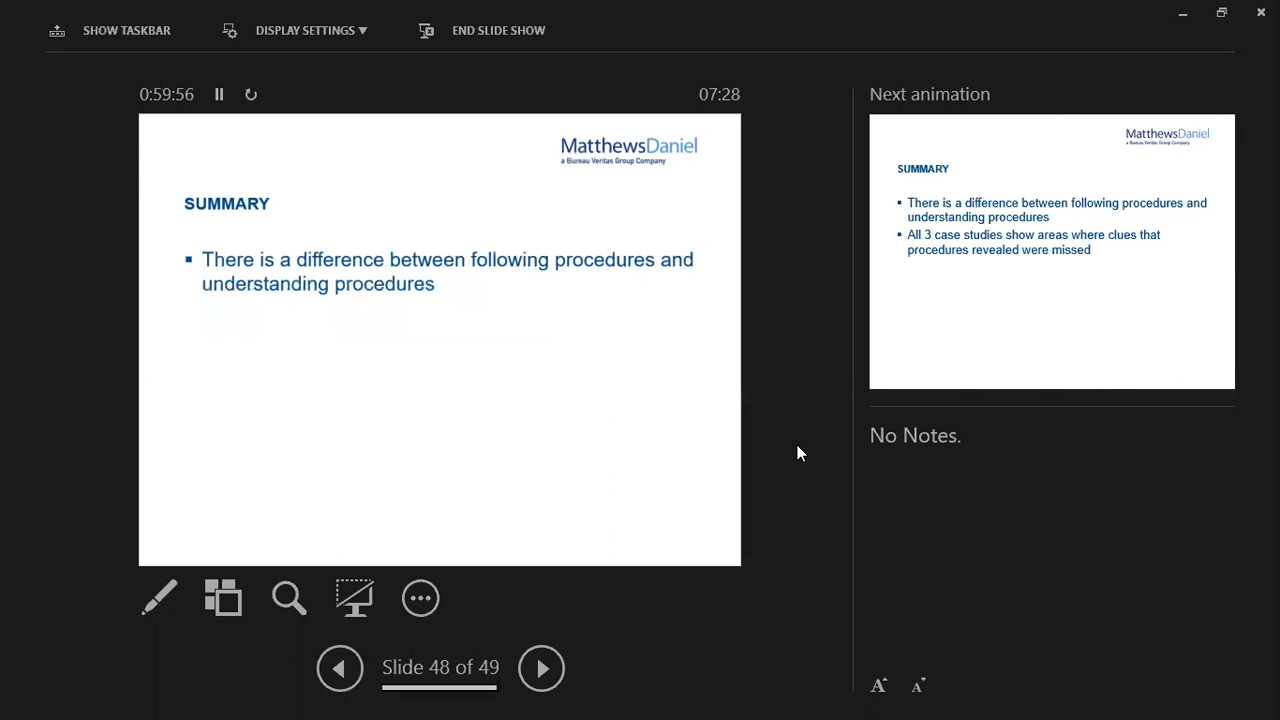 SHOW TASKBAR
DISPLAY SETTINGS ▼
END SLIDE SHOW
0:59:56
07:28
MatthewsDaniel
a Bureau Veritas Group Company
SUMMARY
▪ There is a difference between following procedures and
understanding procedures
Slide 48 of 49
Next animation
MatthewsDaniel
a Bureau Veritas Group Company
SUMMARY
▪ There is a difference between following procedures and
understanding procedures
▪ All 3 case studies show areas where clues that
procedures revealed were missed
No Notes.
A A